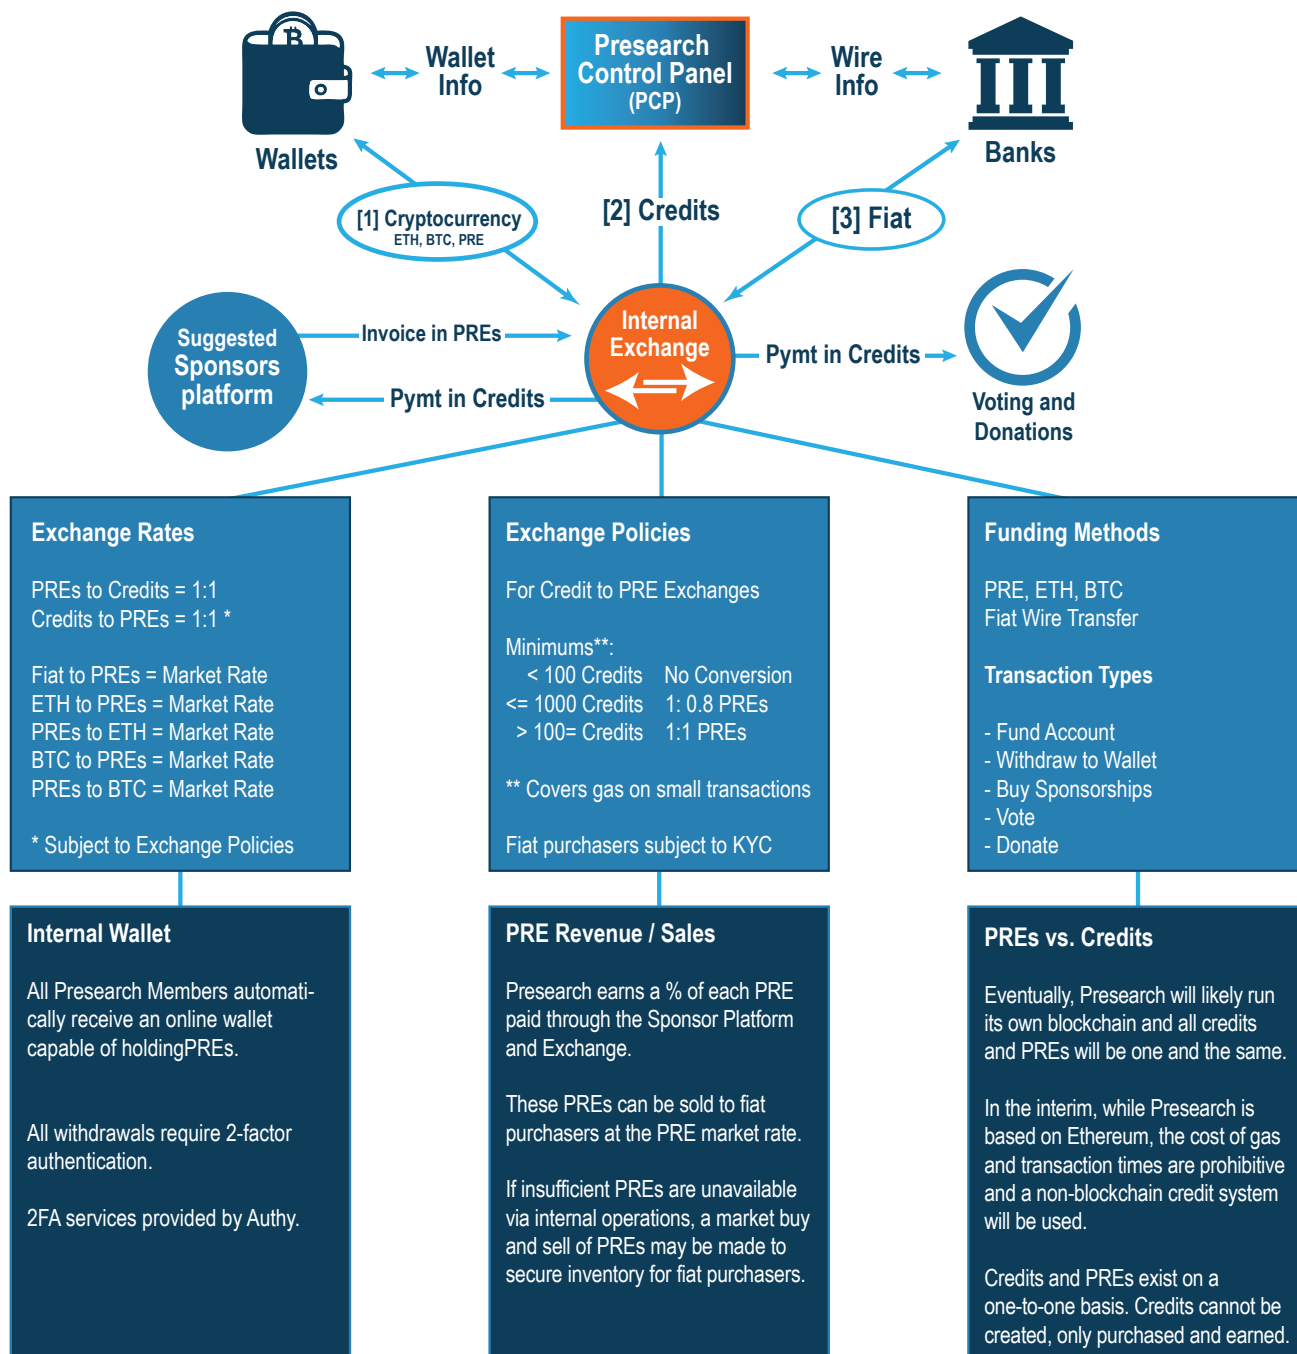 B
Wallet
Info
Presearch
Control Panel
(PCP)
Wire
Info
Wallets
Banks
[1] Cryptocurrency
ETH, BTC, PRE
[2] Credits
[3] Fiat
Suggested
Sponsors
platform
Invoice in PREs
Pymt in Credits
Internal
Exchange
Pymt in Credits
Voting and
Donations
Exchange Rates
PREs to Credits = 1:1
Credits to PREs = 1:1 *
Fiat to PREs = Market Rate
ETH to PREs = Market Rate
PREs to ETH = Market Rate
BTC to PREs = Market Rate
PREs to BTC = Market Rate
* Subject to Exchange Policies
Exchange Policies
For Credit to PRE Exchanges
Minimums**:
< 100 Credits No Conversion
<= 1000 Credits 1: 0.8 PREs
> 100= Credits 1:1 PREs
** Covers gas on small transactions
Fiat purchasers subject to KYC
Funding Methods
PRE, ETH, BTC
Fiat Wire Transfer
Transaction Types
- Fund Account
- Withdraw to Wallet
- Buy Sponsorships
- Vote
- Donate
Internal Wallet
All Presearch Members automati-
cally receive an online wallet
capable of holdingPREs.
All withdrawals require 2-factor
authentication.
2FA services provided by Authy.
PRE Revenue / Sales
Presearch earns a % of each PRE
paid through the Sponsor Platform
and Exchange.
These PREs can be sold to fiat
purchasers at the PRE market rate.
If insufficient PREs are unavailable
via internal operations, a market buy
and sell of PREs may be made to
secure inventory for fiat purchasers.
PREs vs. Credits
Eventually, Presearch will likely run
its own blockchain and all credits
and PREs will be one and the same.
In the interim, while Presearch is
based on Ethereum, the cost of gas
and transaction times are prohibitive
and a non-blockchain credit system
will be used.
Credits and PREs exist on a
one-to-one basis. Credits cannot be
created, only purchased and earned.